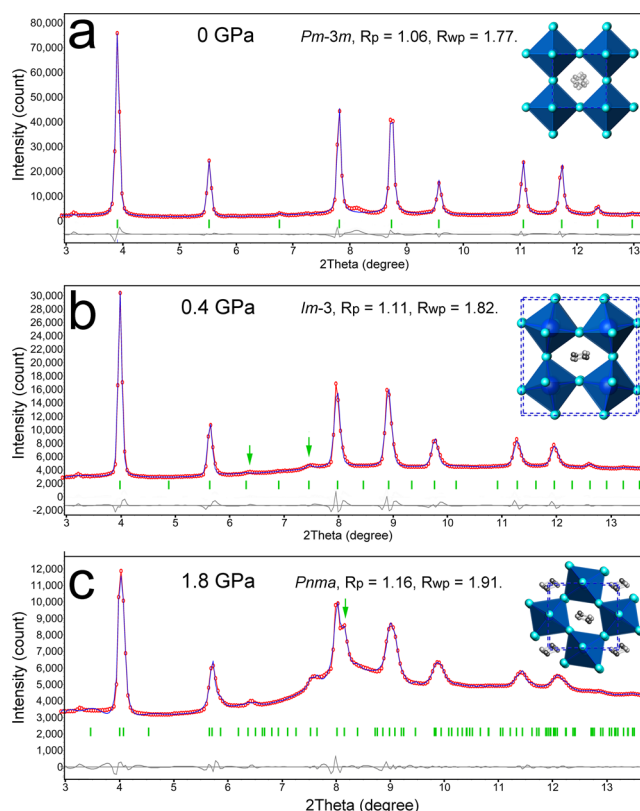 a
0 GPa
Pm-3m, Rp = 1.06, Rwp = 1.77.
Intensity (count)
80,000
70,000
60,000
50,000
40,000
30,000
20,000
10,000
0
3 4 5 6 7 8 9 10 11 12 13
2Theta (degree)
b
0.4 GPa
Im-3, Rp = 1.11, Rwp = 1.82.
Intensity (count)
30,000
28,000
26,000
24,000
22,000
20,000
18,000
16,000
14,000
12,000
10,000
8,000
6,000
4,000
2,000
0
-2,000
3 4 5 6 7 8 9 10 11 12 13
2Theta (degree)
c
1.8 GPa
Pnma, Rp = 1.16, Rwp = 1.91.
Intensity (count)
12,000
11,000
10,000
9,000
8,000
7,000
6,000
5,000
4,000
3,000
2,000
1,000
0
3 4 5 6 7 8 9 10 11 12 13
2Theta (degree)